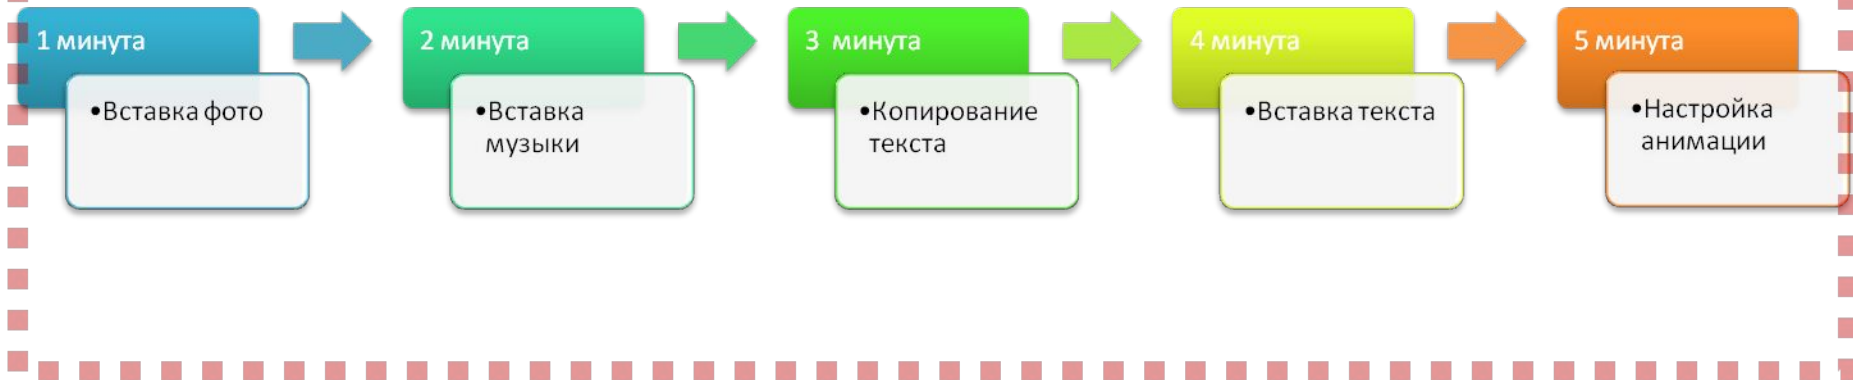 1 минута
•Вставка фото
2 минута
•Вставка
музыки
3 минута
•Копирование
текста
4 минута
•Вставка текста
5 минута
•Настройка
анимации